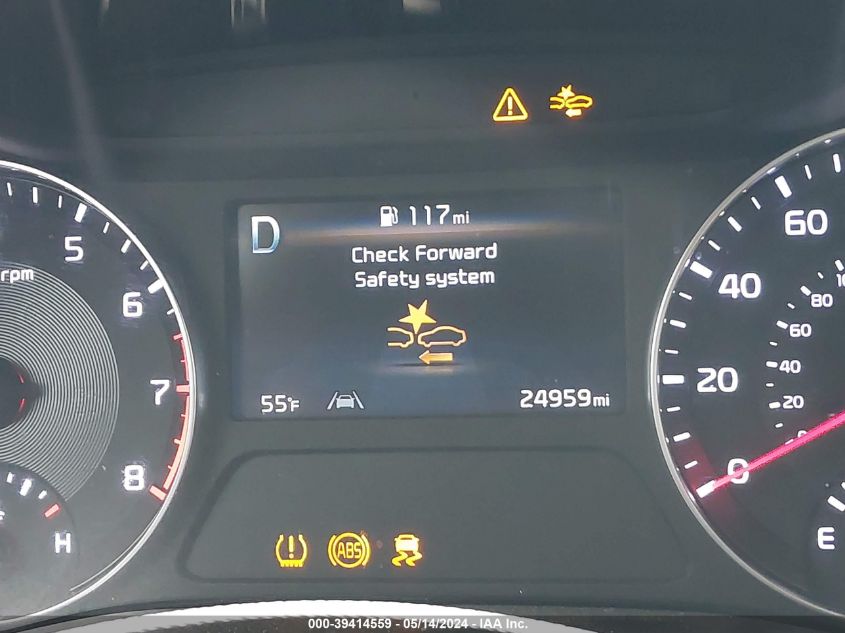 D
117mi
Check Forward
Safety system
55°F
24959mi
rpm
5
6
7
8
H
60
40
20
0
80
60
40
20
E
ABS
000-39414559 - 05/14/2024 - IAA Inc.